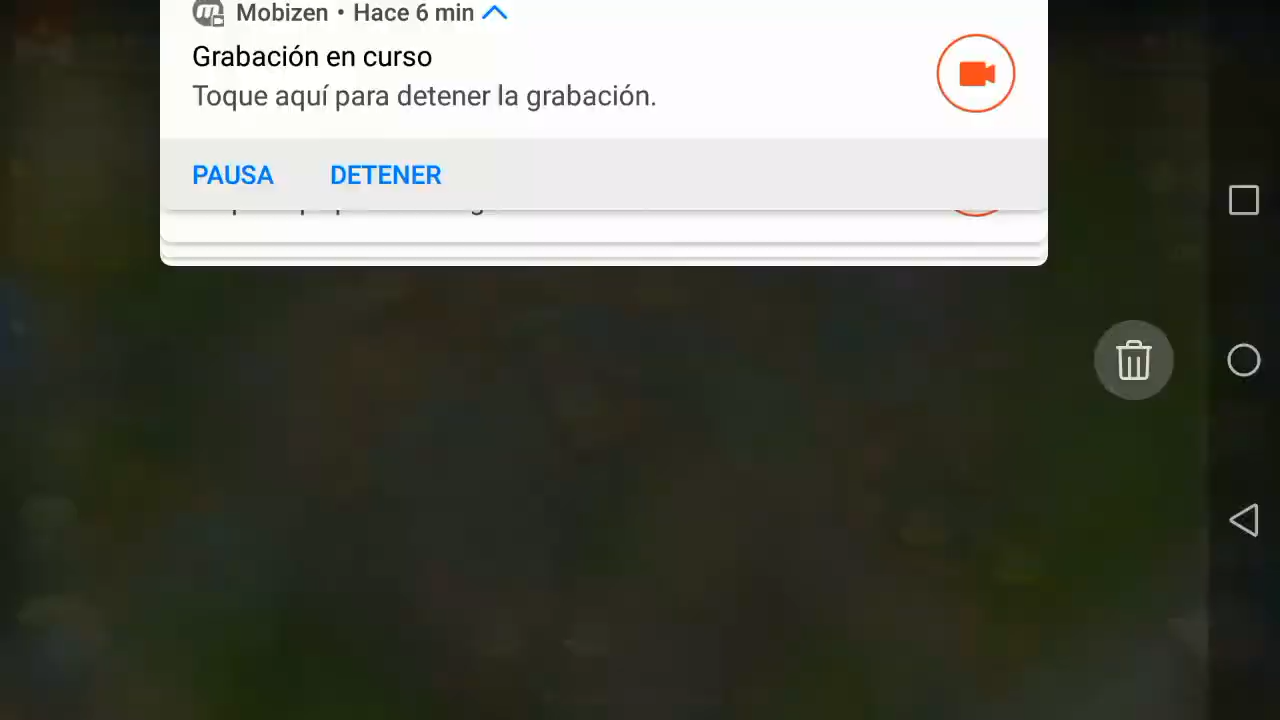 Mobizen • Hace 6 min
Grabación en curso
Toque aquí para detener la grabación.
PAUSA DETENER